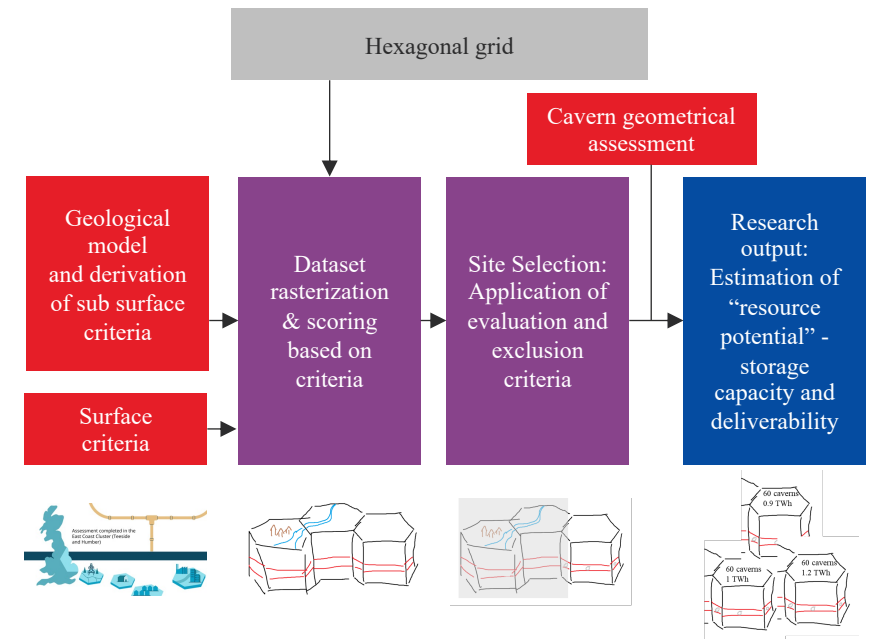 Hexagonal grid
Cavern geometrical
assessment
Geological
model
and derivation
of sub surface
criteria
Surface
criteria
Dataset
rasterization
& scoring
based on
criteria
Site Selection:
Application of
evaluation and
exclusion
criteria
Research
output:
Estimation of
“resource
potential” -
storage
capacity and
deliverability
Assessment completed in the
East Coast Cluster (Teeside
and Humber)
60 caverns
0.9 TWh
60 caverns
1 TWh
60 caverns
1.2 TWh